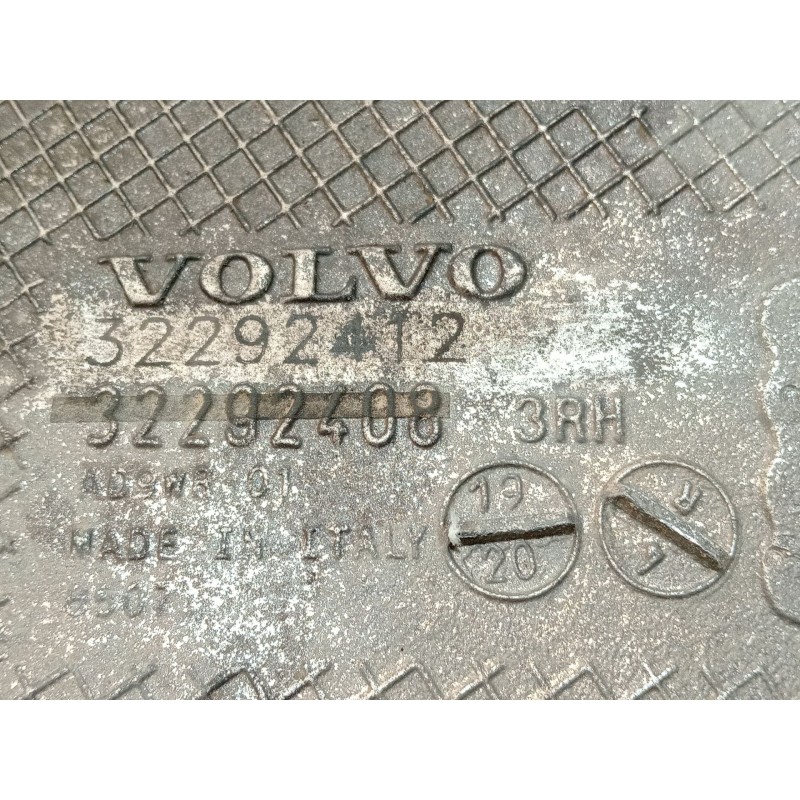 VOLVO
32292412
32292408 3RH
MADE IN ITALY
19
20
R
L